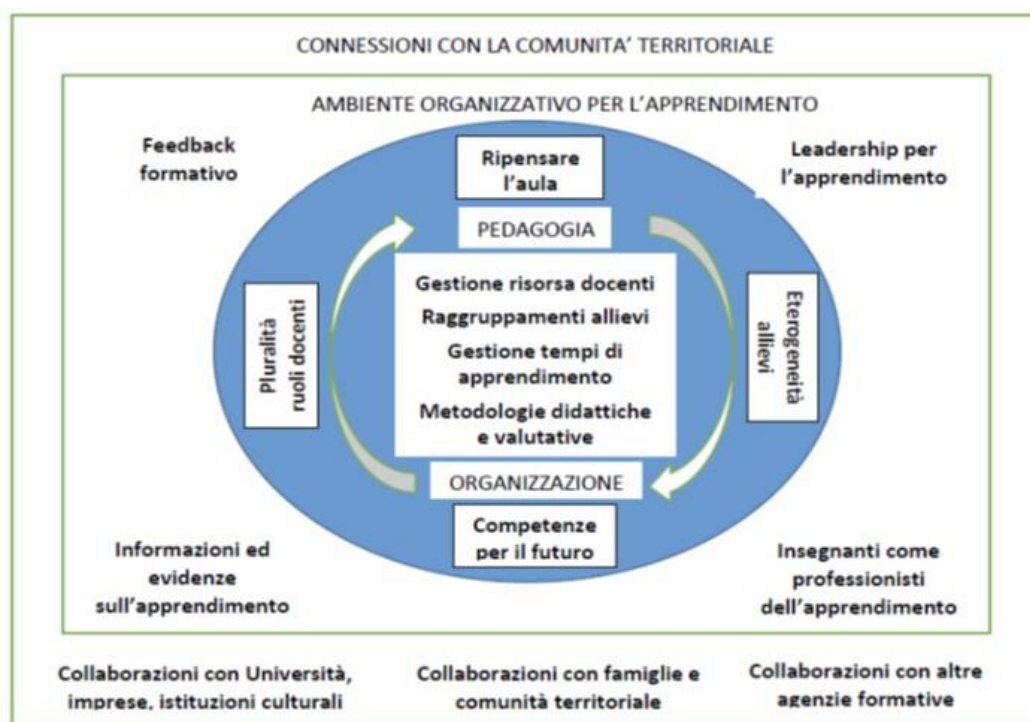 CONNESSIONI CON LA COMUNITA’ TERRITORIALE
AMBIENTE ORGANIZZATIVO PER L’APPRENDIMENTO
Feedback
formativo
Ripensare
l’aula
Leadership per
l’apprendimento
PEDAGOGIA
Pluralità
ruoli docenti
Gestione risorsa docenti
Raggruppamenti allievi
Gestione tempi di
apprendimento
Metodologie didattiche
e valutative
Eterogeneità
allievi
ORGANIZZAZIONE
Competenze
per il futuro
Informazioni ed
evidenze
sull’apprendimento
Insegnanti come
professionisti
dell’apprendimento
Collaborazioni con Università,
imprese, istituzioni culturali
Collaborazioni con famiglie e
comunità territoriale
Collaborazioni con altre
agenzie formative